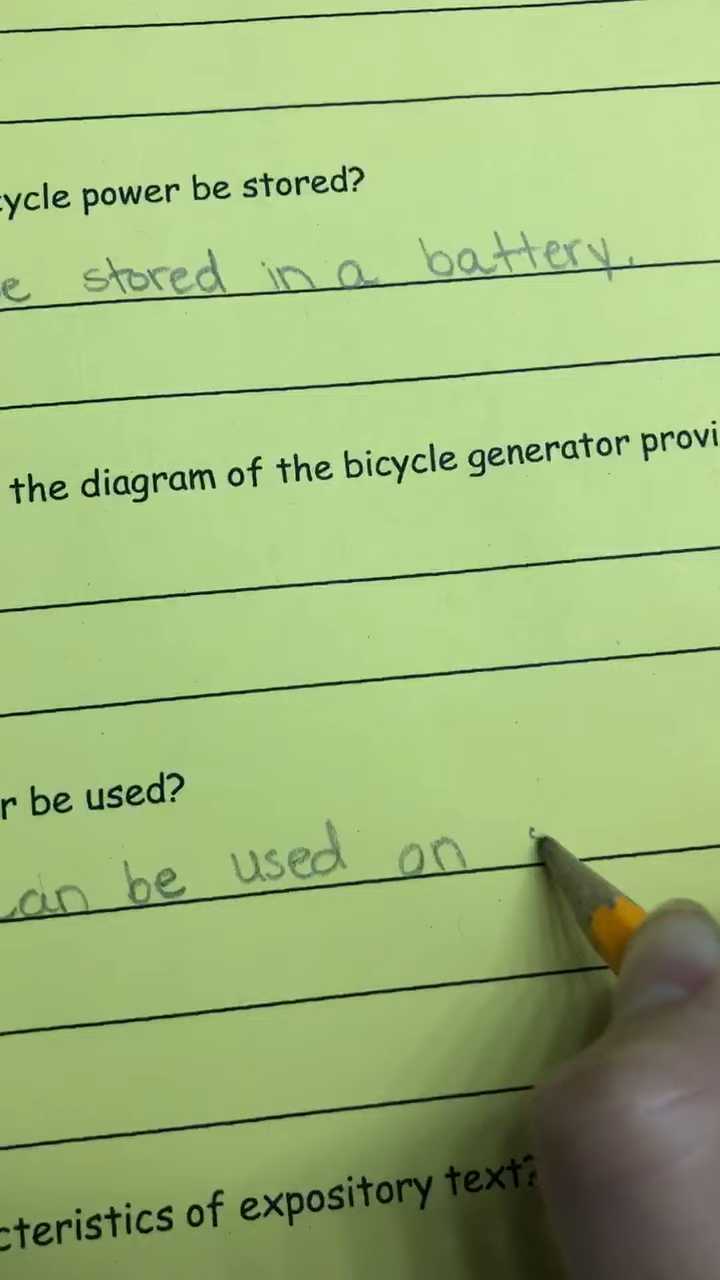 ycle power be stored?
e stored in a battery.
the diagram of the bicycle generator provi
r be used?
can be used on
cteristics of expository text?